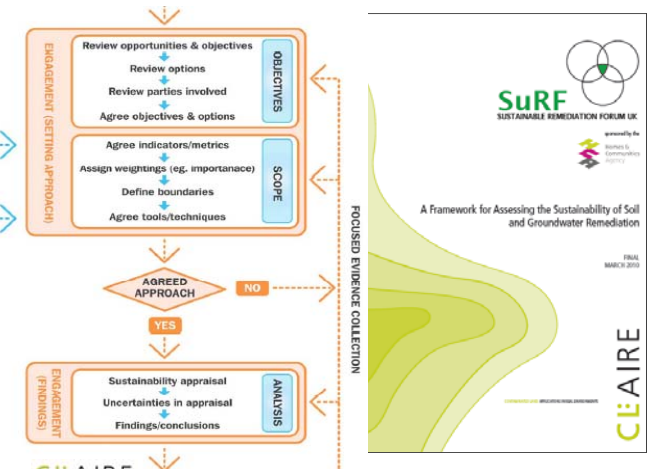 ENGAGEMENT (SETTING APPROACH)
Review opportunities & objectives
Review options
Review parties involved
Agree objectives & options
OBJECTIVES
Agree indicators/metrics
Assign weightings (eg. importanace)
Define boundaries
Agree tools/techniques
SCOPE
AGREED
APPROACH
NO
YES
FOCUSED EVIDENCE COLLECTION
ENGAGEMENT
(FINDINGS)
Sustainability appraisal
Uncertainties in appraisal
Findings/conclusions
ANALYSIS
CL:AIRE
SuRF
SUSTAINABLE REMEDIATION FORUM UK
sponsored by the
Homes &
Communities
Agency
A Framework for Assessing the Sustainability of Soil
and Groundwater Remediation
FINAL
MARCH 2010
CL:AIRE